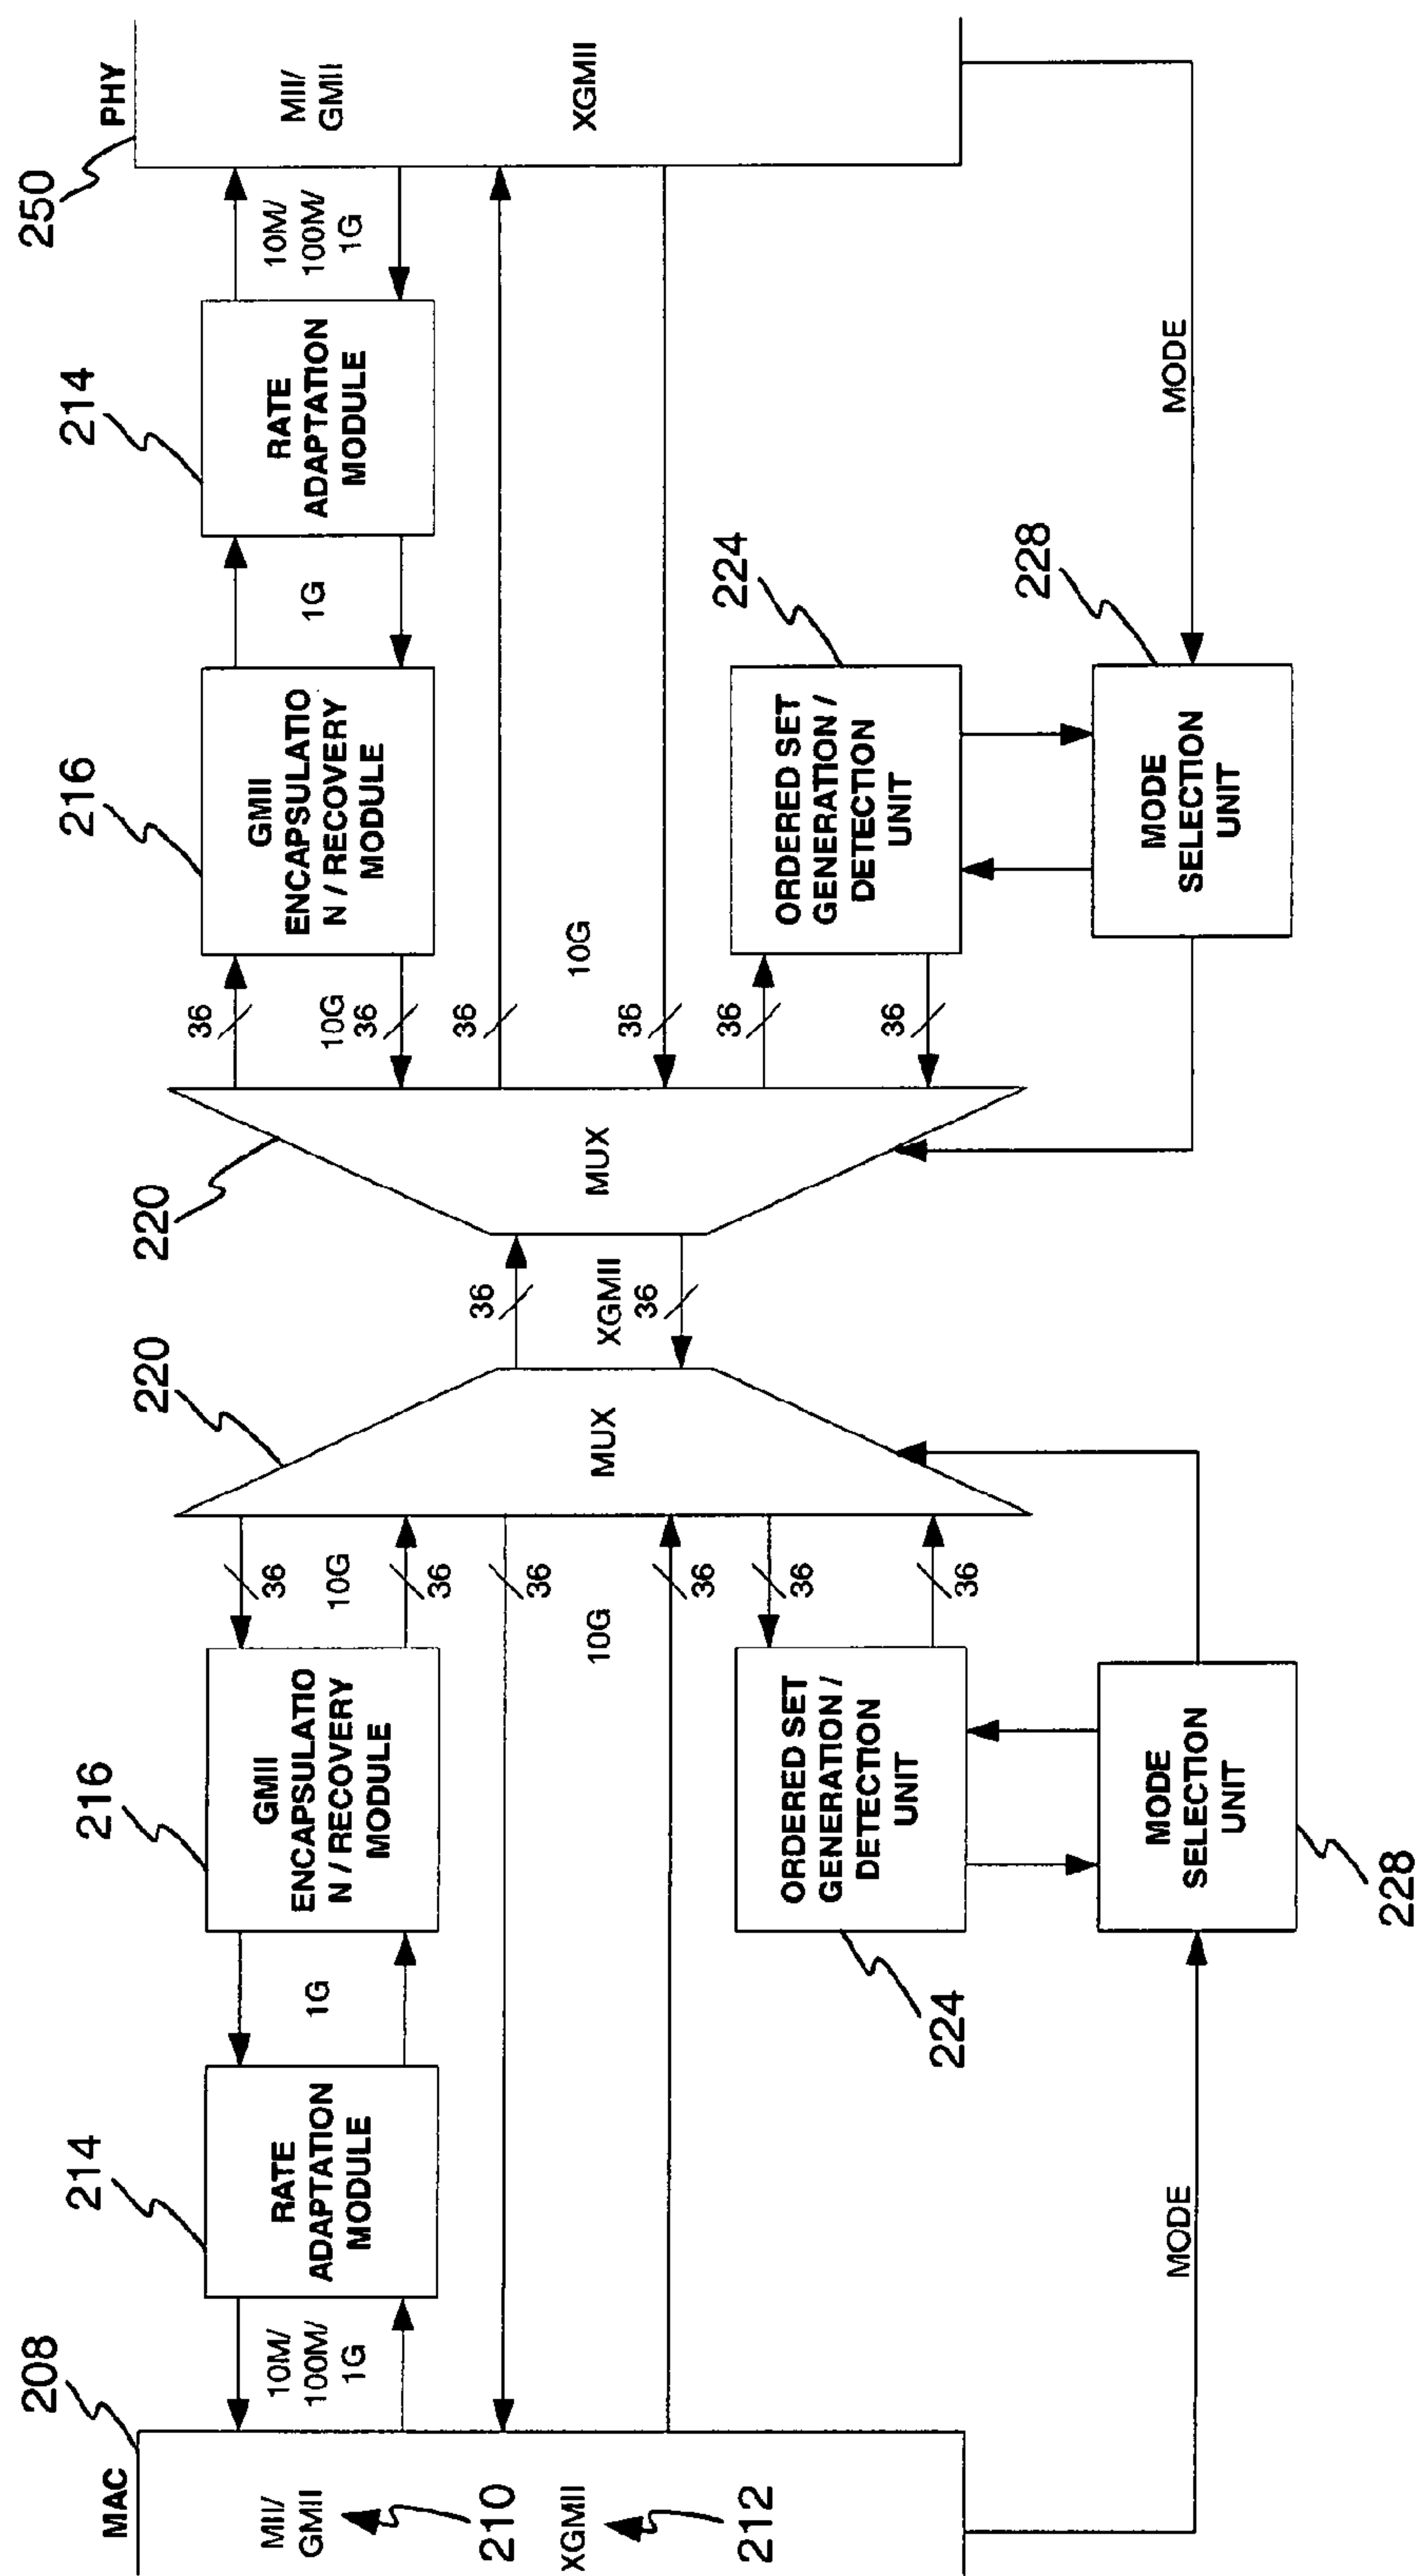 MAC
208
MII/
GMII
210
XGMII
212
10M/
100M/
1G
214
RATE
ADAPTATION
MODULE
1G
216
GMII
ENCAPSULATIO
N / RECOVERY
MODULE
36
10G
36
36
10G
36
36
36
ORDERED SET
GENERATION /
DETECTION
UNIT
224
MODE
MODE
SELECTION
UNIT
228
220
MUX
36
XGMII
36
220
MUX
36
10G
36
36
10G
36
36
36
216
GMII
ENCAPSULATIO
N / RECOVERY
MODULE
1G
214
RATE
ADAPTATION
MODULE
10M/
100M/
1G
224
ORDERED SET
GENERATION /
DETECTION
UNIT
228
MODE
SELECTION
UNIT
MODE
250
PHY
MII/
GMII
XGMII